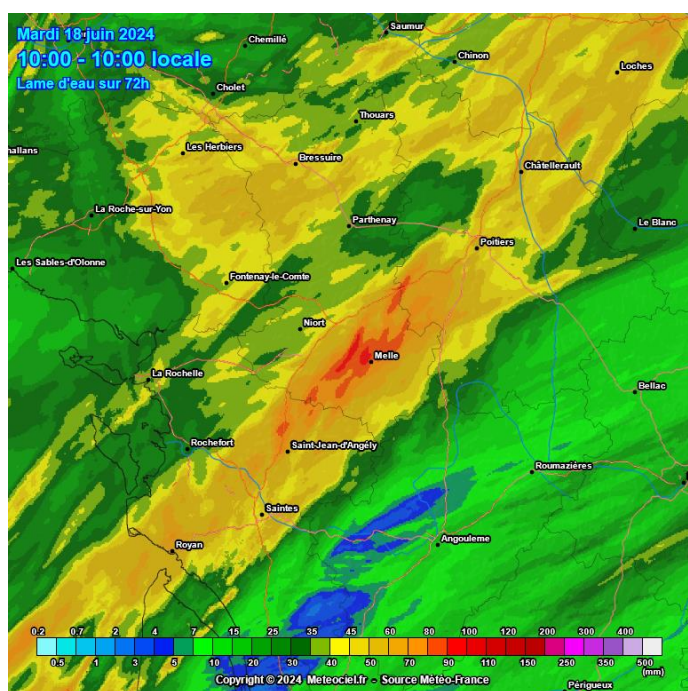 Mardi 18 juin 2024
10:00 - 10:00 locale
Lame d'eau sur 72h
Saumur
Chemillé
Chinon
Loches
Cholet
Thouars
Les Herbiers
hallans
Bressuire
Châtellerault
La Roche-sur-Yon
Parthenay
Le Blanc
Poitiers
Les Sables-d'Olonne
Fontenay-le-Comte
Niort
Melle
La Rochelle
Bellac
Rochefort
Saint-Jean-d'Angély
Roumazières
Saintes
Royan
Angouleme
0.2 0.7 2 4 7 15 25 35 45 60 80 100 120 200 300 400
0.5 1 3 5 10 20 30 40 50 70 90 110 150 250 350 500
(mm)
Copyright © 2024 Meteociel.fr - Source Météo-France
Périgueux